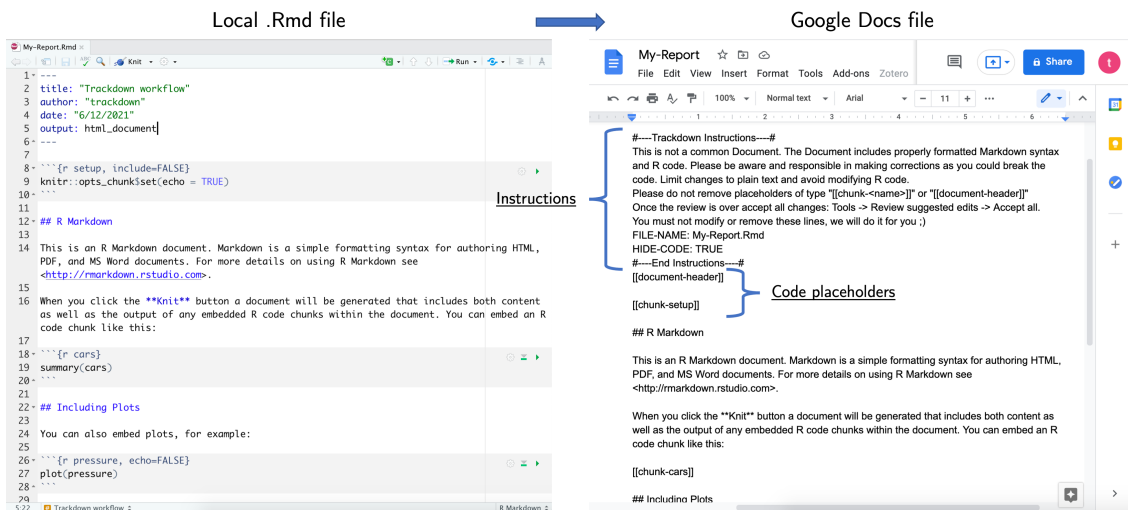 Local .Rmd file
Google Docs file
My-Report.Rmd
Knit
Run
1 ---
2 title: "Trackdown workflow"
3 author: "trackdown"
4 date: "6/12/2021"
5 output: html_document
6 ---
7
8 ```{r setup, include=FALSE}
9 knitr::opts_chunk$set(echo = TRUE)
10 ```
11
12 ## R Markdown
13
14 This is an R Markdown document. Markdown is a simple formatting syntax for authoring HTML,
PDF, and MS Word documents. For more details on using R Markdown see
<http://rmarkdown.rstudio.com>.
15
16 When you click the **Knit** button a document will be generated that includes both content
as well as the output of any embedded R code chunks within the document. You can embed an R
code chunk like this:
17
18 ```{r cars}
19 summary(cars)
20 ```
21
22 ## Including Plots
23
24 You can also embed plots, for example:
25
26 ```{r pressure, echo=FALSE}
27 plot(pressure)
28 ```
29
5:22 Trackdown workflow R Markdown
Instructions
My-Report
File Edit View Insert Format Tools Add-ons Zotero
Share
t
100% Normal text Arial 11
31
1 2 3 4 5 6
#----Trackdown Instructions----#
This is not a common Document. The Document includes properly formatted Markdown syntax
and R code. Please be aware and responsible in making corrections as you could break the
code. Limit changes to plain text and avoid modifying R code.
Please do not remove placeholders of type "[[chunk-<name>]]" or "[[document-header]]"
Once the review is over accept all changes: Tools -> Review suggested edits -> Accept all.
You must not modify or remove these lines, we will do it for you ;)
FILE-NAME: My-Report.Rmd
HIDE-CODE: TRUE
#----End Instructions----#
[[document-header]]
Code placeholders
[[chunk-setup]]
## R Markdown
This is an R Markdown document. Markdown is a simple formatting syntax for authoring HTML,
PDF, and MS Word documents. For more details on using R Markdown see
<http://rmarkdown.rstudio.com>.
When you click the **Knit** button a document will be generated that includes both content as
well as the output of any embedded R code chunks within the document. You can embed an R
code chunk like this:
[[chunk-cars]]
## Including Plots